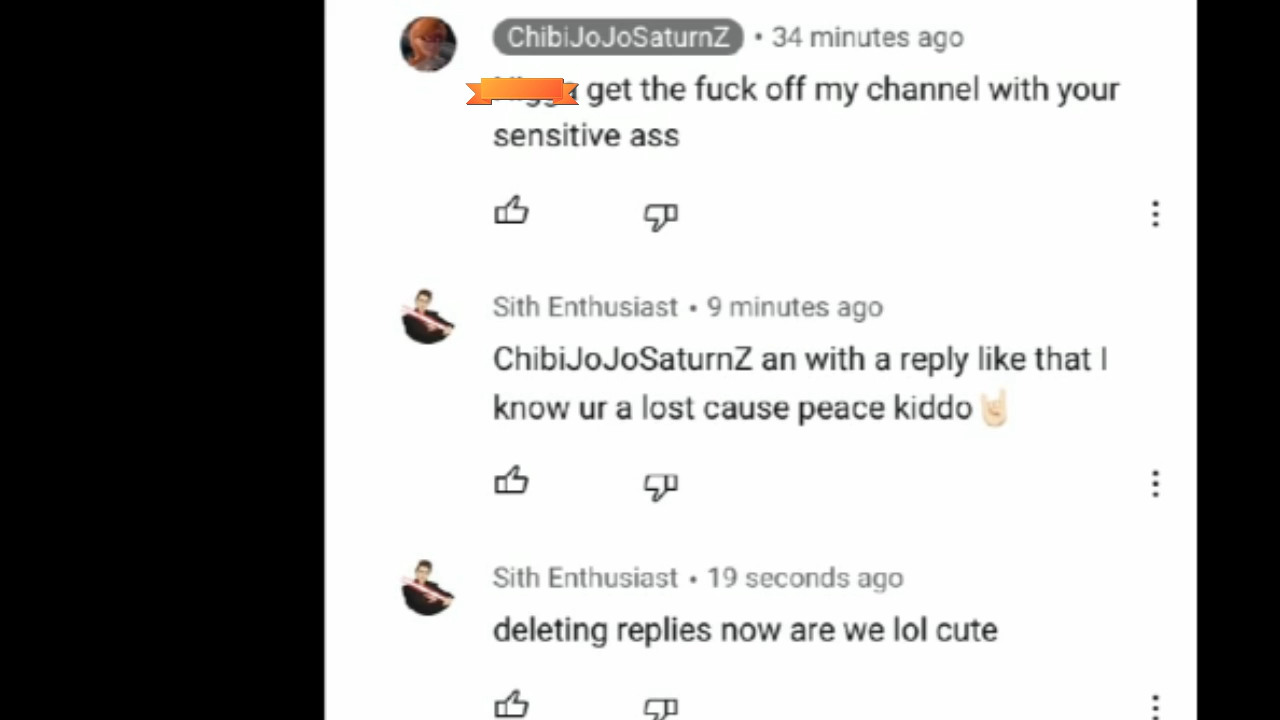 ChibiJoJoSaturnZ • 34 minutes ago
get the fuck off my channel with your
sensitive ass
Sith Enthusiast • 9 minutes ago
ChibiJoJoSaturnZ an with a reply like that I
know ur a lost cause peace kiddo🤘🏻
Sith Enthusiast • 19 seconds ago
deleting replies now are we lol cute